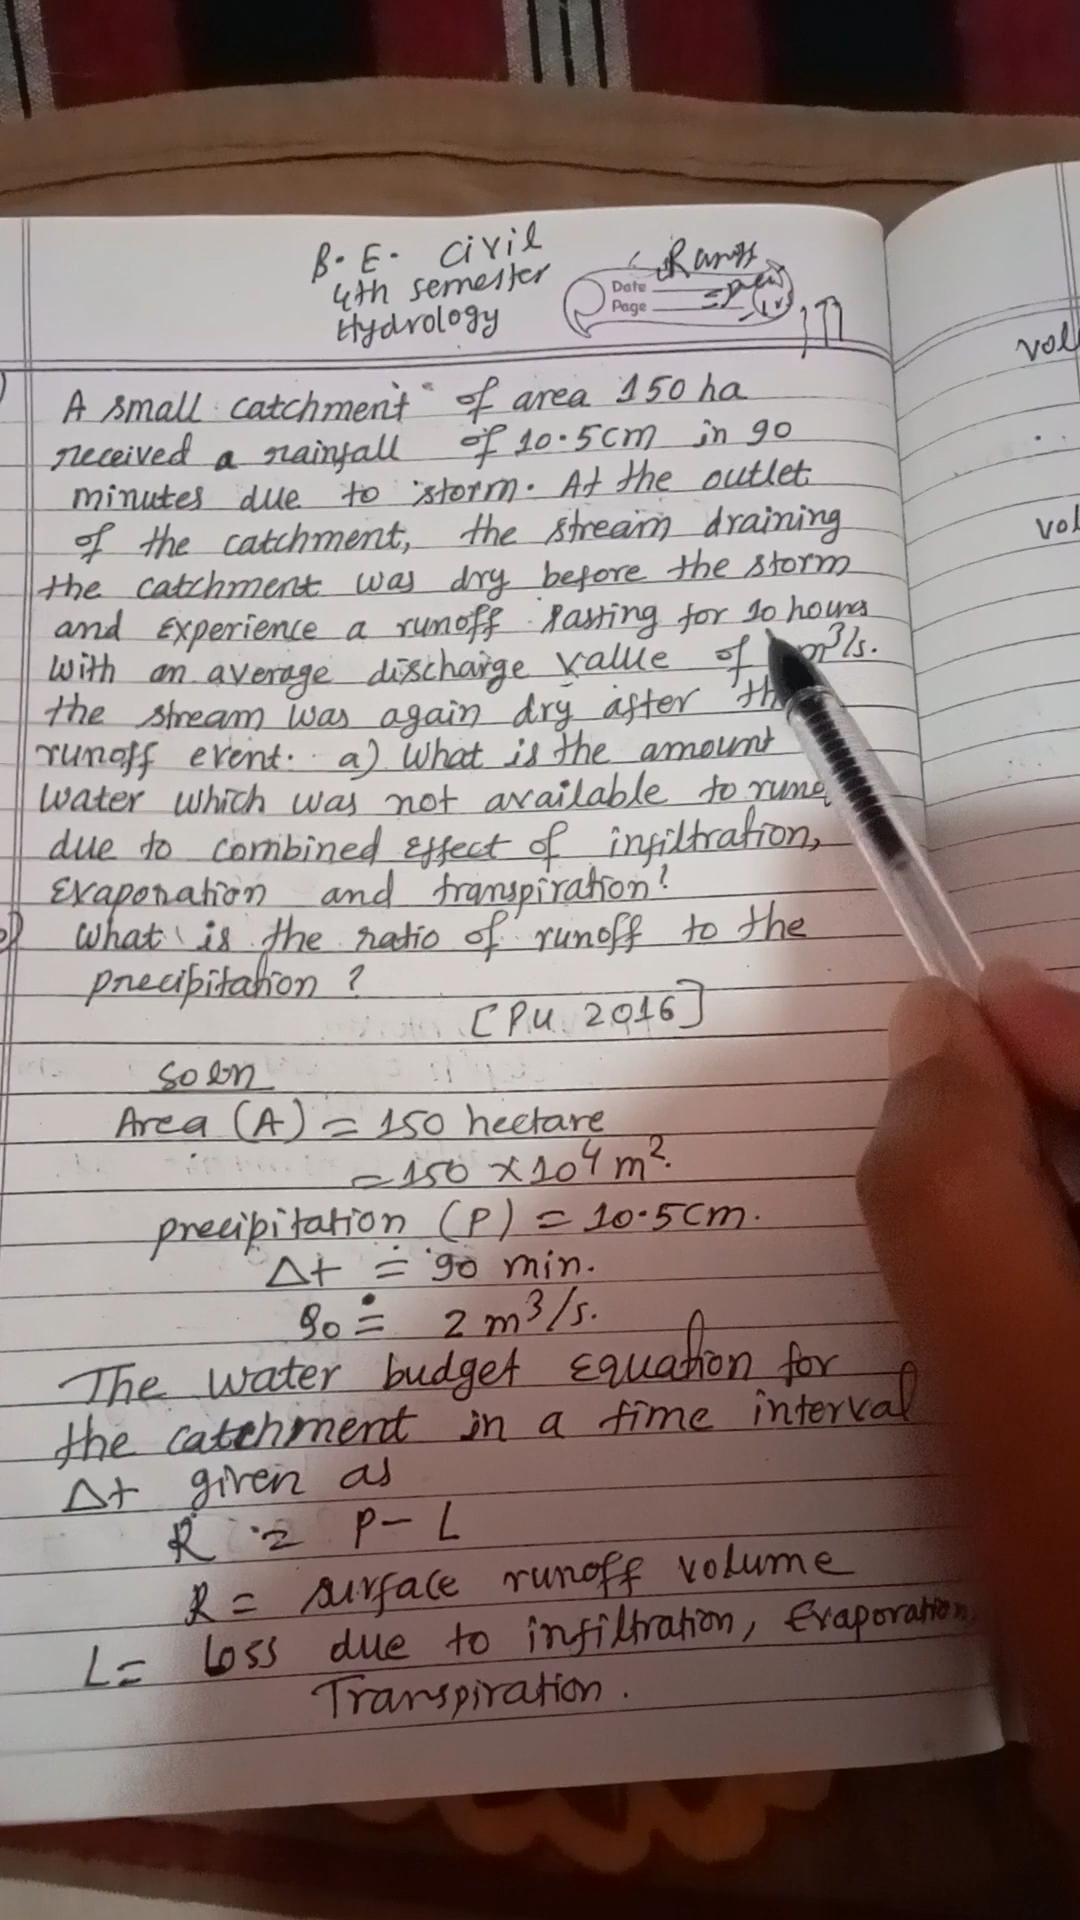 B.E. Civil
4th semester
Hydrology
Date
Page
A small catchment of area 150 ha
received a rainfall of 10.5cm in 90
minutes due to storm. At the outlet
of the catchment, the stream draining
the catchment was dry before the storm
and Experience a runoff lasting for 10 hours
with an average discharge value of m³/s.
the stream was again dry after th
runoff event. a) What is the amount
water which was not available to runo
due to combined Effect of infiltration,
Evaporation and transpiration?
What is the ratio of runoff to the
precipitation?
[PU 2016]
soln
Area (A) = 150 hectare
= 150 × 10⁴ m².
precipitation (P) = 10.5cm.
Δt = 90 min.
= 2 m³/s.
The water budget Equation for
the catchment in a time interval
Δt given as
R = P - L
R = surface runoff volume
L = Loss due to infiltration, Evaporation,
Transpiration.
vol
vol